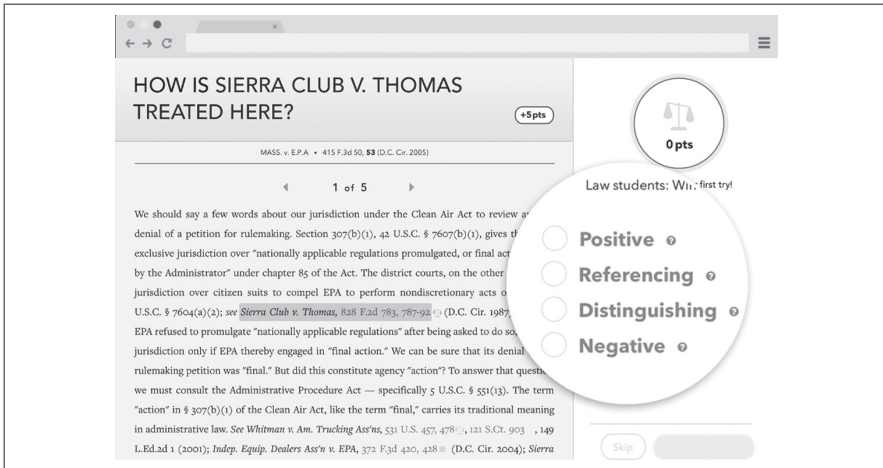 HOW IS SIERRA CLUB V. THOMAS
TREATED HERE?
+5pts
MASS. v. E.P.A • 415 F.3d 50, 53 (D.C. Cir. 2005)
1 of 5
We should say a few words about our jurisdiction under the Clean Air Act to review
denial of a petition for rulemaking. Section 307(b)(1), 42 U.S.C. § 7607(b)(1), gives
exclusive jurisdiction over "nationally applicable regulations promulgated, or final
by the Administrator" under chapter 85 of the Act. The district courts, on the other
jurisdiction over citizen suits to compel EPA to perform nondiscretionary acts
U.S.C. § 7604(a)(2); see Sierra Club v. Thomas, 828 F.2d 783, 787-92 (D.C. Cir. 1987
EPA refused to promulgate "nationally applicable regulations" after being asked to do so,
jurisdiction only if EPA thereby engaged in "final action." We can be sure that its denial
rulemaking petition was "final." But did this constitute agency "action"? To answer that
we must consult the Administrative Procedure Act — specifically 5 U.S.C. § 551(13). The term
"action" in § 307(b)(1) of the Clean Air Act, like the term "final," carries its traditional meaning
in administrative law. See Whitman v. Am. Trucking Ass'ns, 531 U.S. 457, 478, 121 S.Ct. 903 , 149
L.Ed.2d 1 (2001); Indep. Equip. Dealers Ass'n v. EPA, 372 F.3d 420, 428 (D.C. Cir. 2004); Sierra
0 pts
Law students: first try!
Positive
Referencing
Distinguishing
Negative
Skip